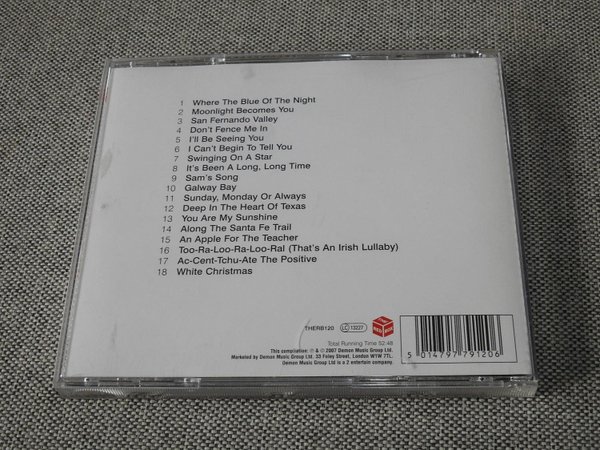 1 Where The Blue Of The Night
2 Moonlight Becomes You
3 San Fernando Valley
4 Don't Fence Me In
5 I'll Be Seeing You
6 I Can't Begin To Tell You
7 Swinging On A Star
8 It's Been A Long, Long Time
9 Sam's Song
10 Galway Bay
11 Sunday, Monday Or Always
12 Deep In The Heart Of Texas
13 You Are My Sunshine
14 Along The Santa Fe Trail
15 An Apple For The Teacher
16 Too-Ra-Loo-Ra-Loo-Ral (That's An Irish Lullaby)
17 Ac-Cent-Tchu-Ate The Positive
18 White Christmas
THERB120 LC 13227 RED BOX
Total Running Time 52.48
This compilation: ℗ & © 2007 Demon Music Group Ltd.
Marketed by Demon Music Group Ltd. 33 Foley Street, London W1W 7TL.
Demon Music Group Ltd is a 2 entertain company.
5 014797 791206